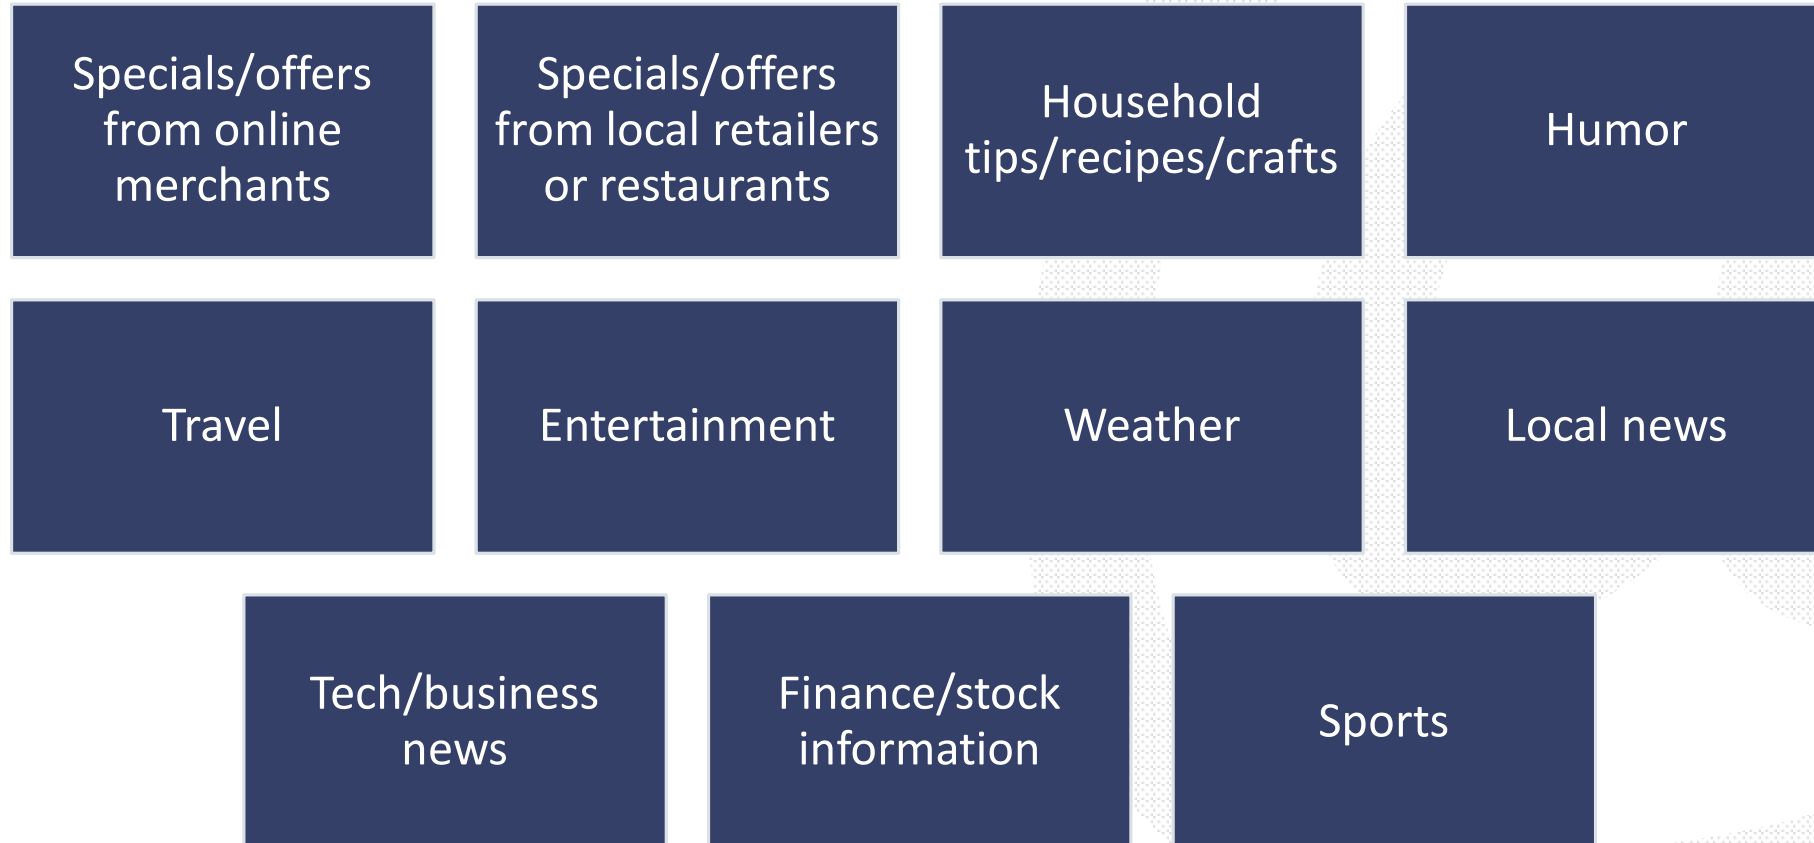 Specials/offers
from online
merchants
Specials/offers
from local retailers
or restaurants
Household
tips/recipes/crafts
Humor
Travel
Entertainment
Weather
Local news
Tech/business
news
Finance/stock
information
Sports